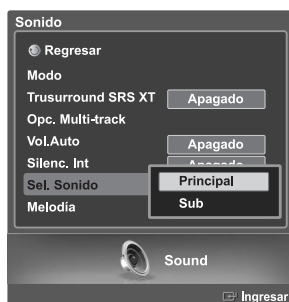 Sonido
Regresar
Modo
Trusurround SRS XT Apagado
Opc. Multi-track
Vol.Auto Apagado
Silenc. Int Apagado
Sel. Sonido Principal
Melodía Sub
Sound
Ingresar